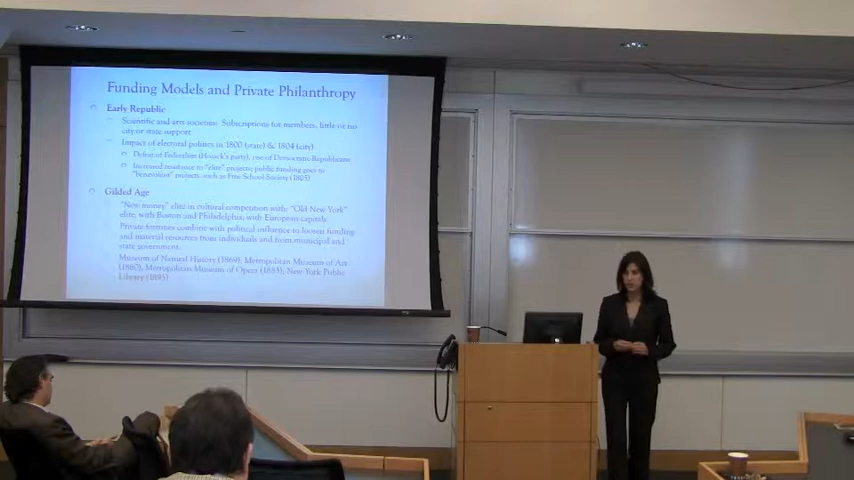 Funding Models and Private Philanthropy
Early Republic
Scientific and arts societies: Subscriptions for members, little or no
city or state support
Impact of electoral politics in 1800 (state) & 1804 (city)
Defeat of Federalists (Hosack's party), rise of Democratic-Republicans
Increased resistance to "elite" projects; public funding goes to
"benevolent" projects, such as Free School Society (1805)
Gilded Age
"New money" elite in cultural competition with "Old New York"
elite; with Boston and Philadelphia; with European capitals
Private fortunes combine with political influence to loosen funding
and material resources from individuals and from municipal and
state government.
Museum of Natural History (1869); Metropolitan Museum of Art
Metropolitan Museum of Opera (1883); New York Public
Library (1895)